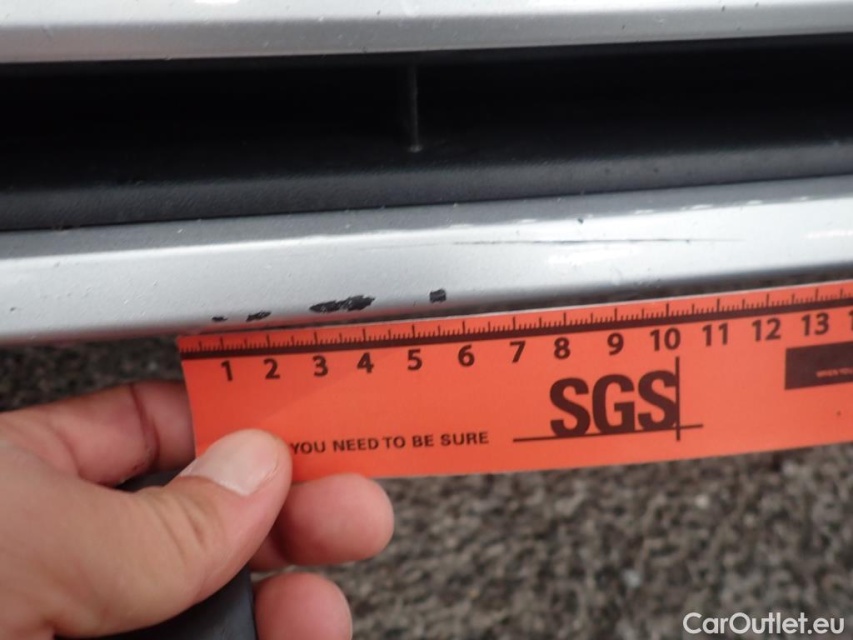 1 2 3 4 5 6 7 8 9 10 11 12 13
SGS
YOU NEED TO BE SURE
CarOutlet.eu